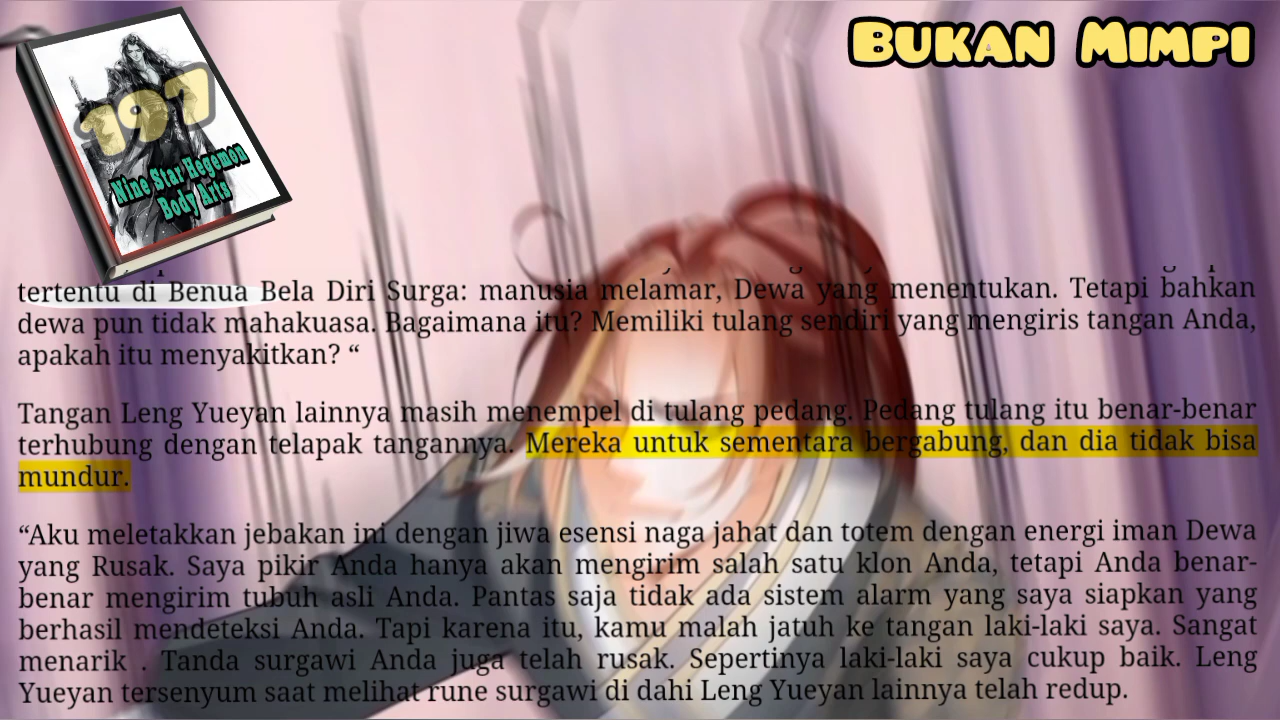 BUKAN MIMPI
197
Nine Star Hegemon
Body Arts
tertentu di Benua Bela Diri Surga: manusia melamar, Dewa yang menentukan. Tetapi bahkan
dewa pun tidak mahakuasa. Bagaimana itu? Memiliki tulang sendiri yang mengiris tangan Anda,
apakah itu menyakitkan? “
Tangan Leng Yueyan lainnya masih menempel di tulang pedang. Pedang tulang itu benar-benar
terhubung dengan telapak tangannya. Mereka untuk sementara bergabung, dan dia tidak bisa
mundur.
“Aku meletakkan jebakan ini dengan jiwa esensi naga jahat dan totem dengan energi iman Dewa
yang Rusak. Saya pikir Anda hanya akan mengirim salah satu klon Anda, tetapi Anda benar-
benar mengirim tubuh asli Anda. Pantas saja tidak ada sistem alarm yang saya siapkan yang
berhasil mendeteksi Anda. Tapi karena itu, kamu malah jatuh ke tangan laki-laki saya. Sangat
menarik . Tanda surgawi Anda juga telah rusak. Sepertinya laki-laki saya cukup baik. Leng
Yueyan tersenyum saat melihat rune surgawi di dahi Leng Yueyan lainnya telah redup.